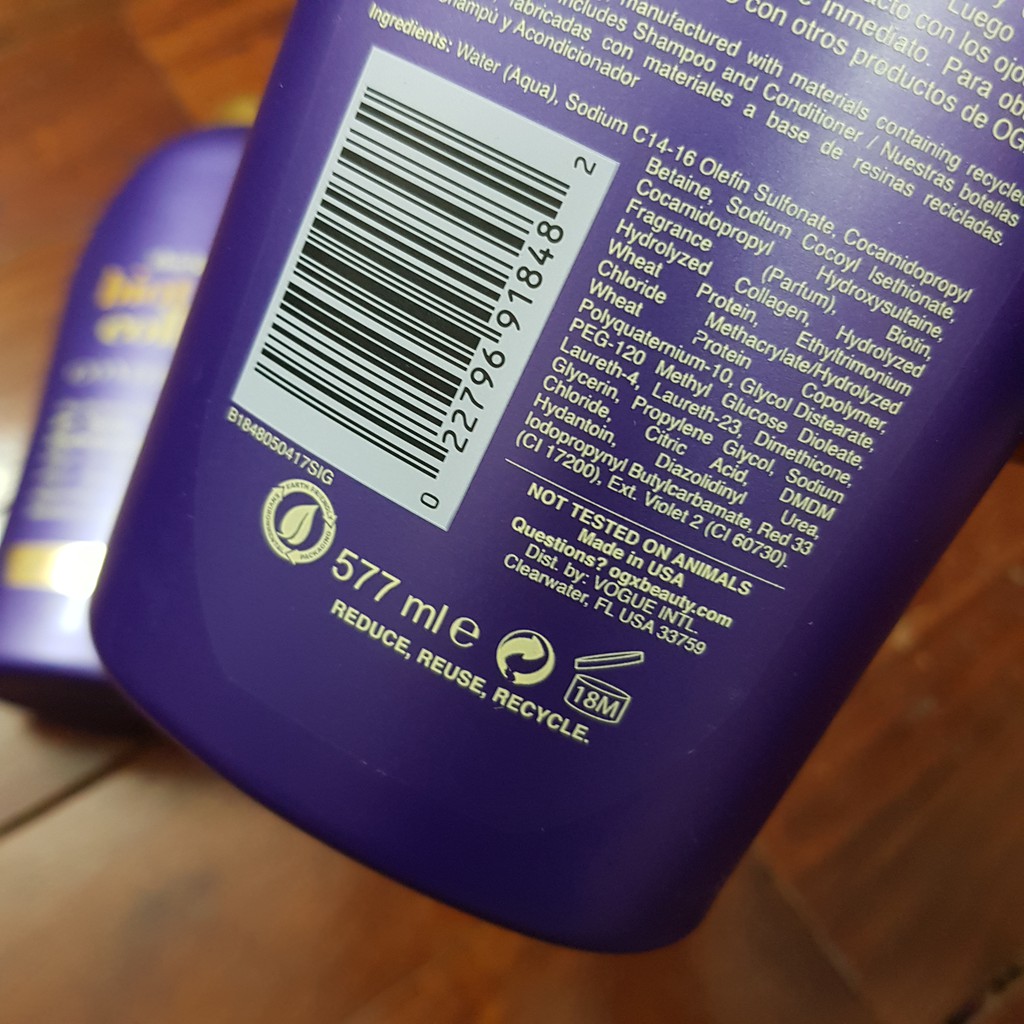 Luego
acto con los ojo
inmediato. Para ob
con otros productos de OG
manufactured with materials containing recycled
includes Shampoo and Conditioner / Nuestras botellas
fabricadas con materiales a base de resinas recicladas.
Shampú y Acondicionador
Ingredients: Water (Aqua), Sodium C14-16 Olefin Sulfonate, Cocamidopropyl
Betaine, Sodium Cocoyl Isethionate,
Cocamidopropyl Hydroxysultaine,
Fragrance (Parfum), Biotin,
Hydrolyzed Collagen, Hydrolyzed
Wheat Protein, Ethyltrimonium
Chloride Methacrylate/Hydrolyzed
Wheat Protein Copolymer,
Polyquaternium-10, Glycol Distearate,
PEG-120 Methyl Glucose Dioleate,
Laureth-4, Laureth-23, Dimethicone,
Glycerin, Propylene Glycol, Sodium
Chloride, Citric Acid, DMDM
Hydantoin, Diazolidinyl Urea,
Iodopropynyl Butylcarbamate, Red 33
(CI 17200), Ext. Violet 2 (CI 60730).
0 22796 91848 2
B1848050417SIG
NOT TESTED ON ANIMALS
Made in USA
Questions? ogxbeauty.com
Dist. by: VOGUE INTL.
Clearwater, FL USA 33759
EARTH FRIENDLY
PACKAGING
577 ml e
18M
REDUCE, REUSE, RECYCLE.